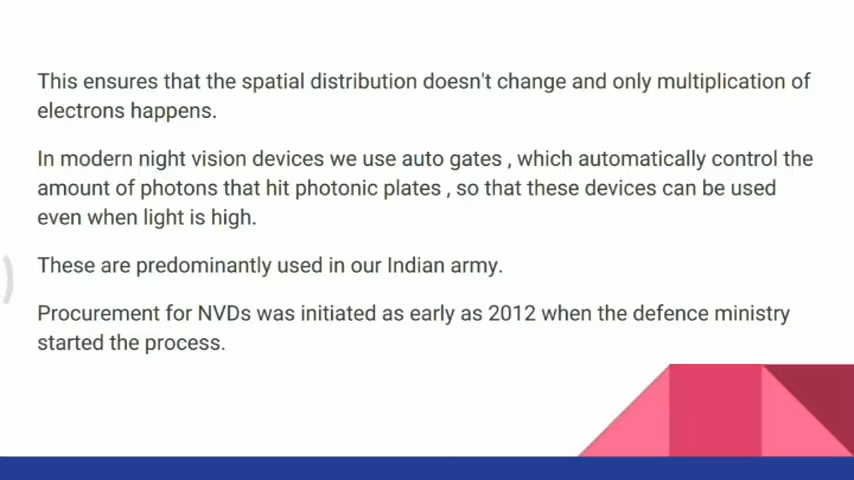 This ensures that the spatial distribution doesn't change and only multiplication of
electrons happens.
In modern night vision devices we use auto gates , which automatically control the
amount of photons that hit photonic plates , so that these devices can be used
even when light is high.
These are predominantly used in our Indian army.
Procurement for NVDs was initiated as early as 2012 when the defence ministry
started the process.